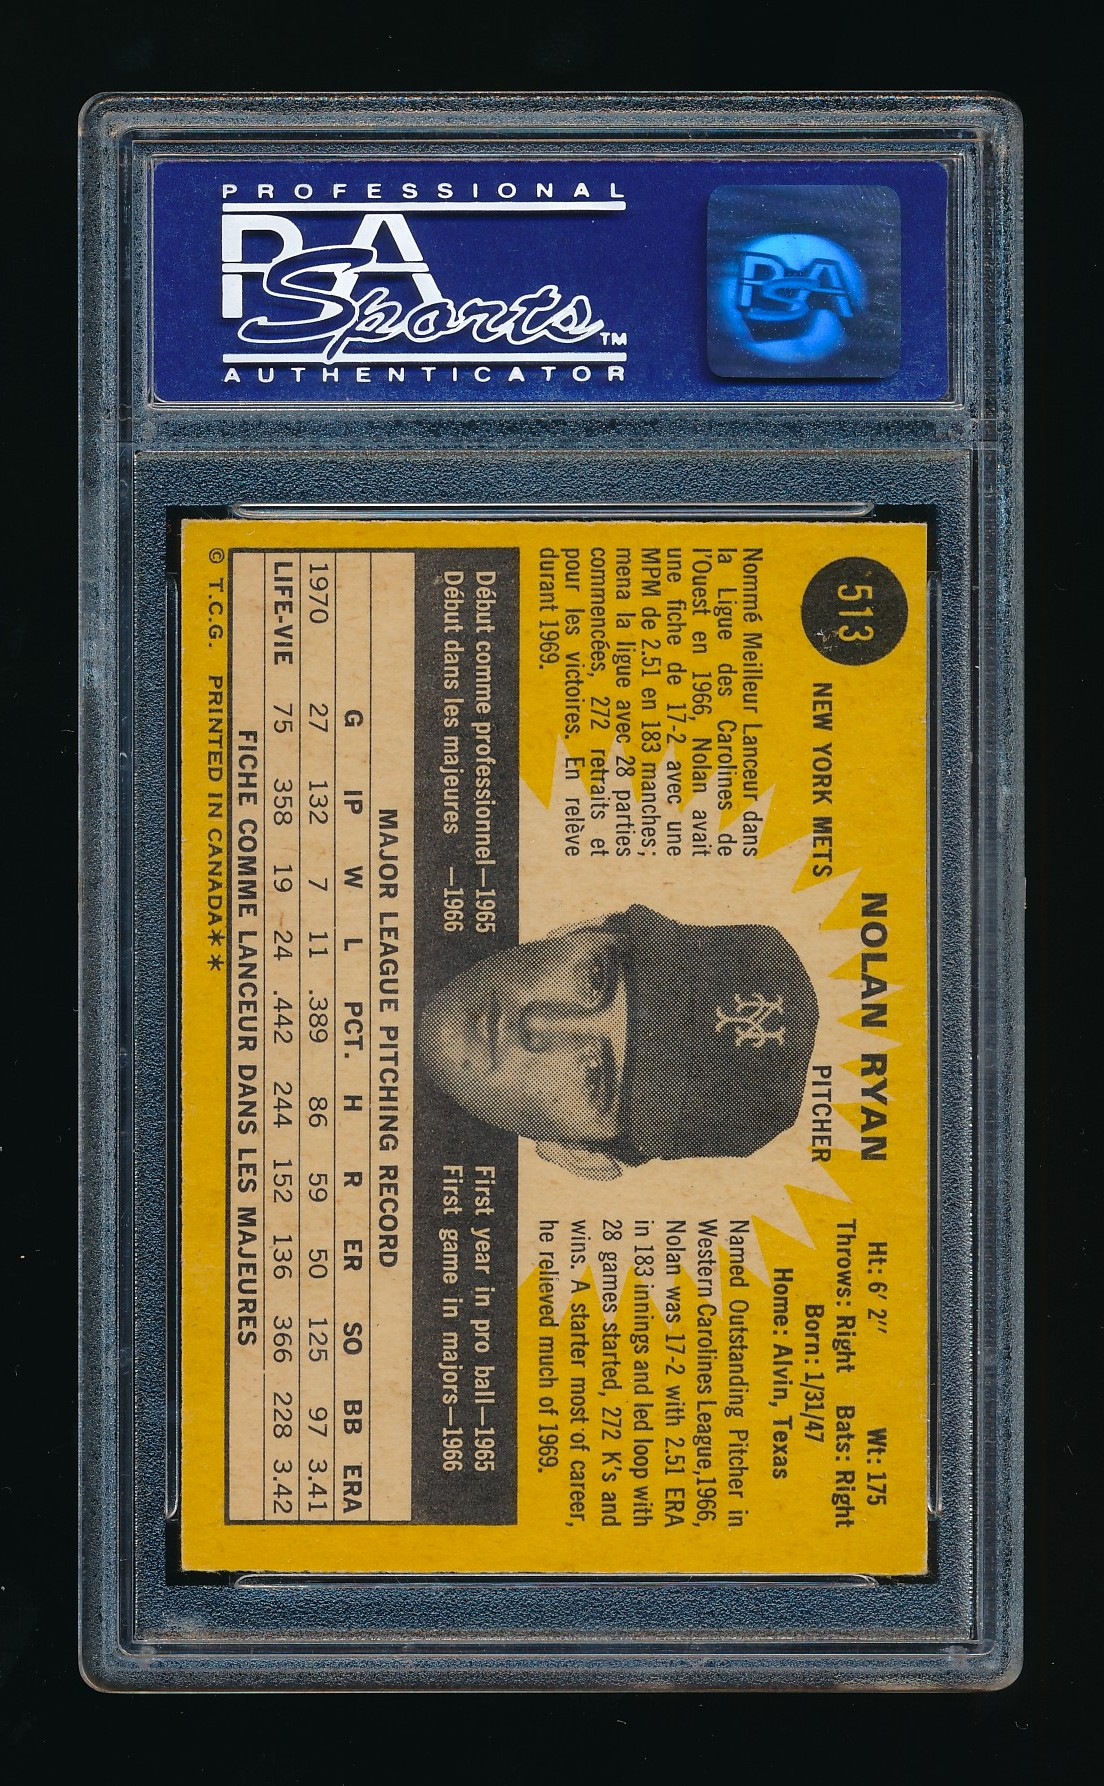 PROFESSIONAL
PSA
Sports™
AUTHENTICATOR
PSA
513
NOLAN RYAN
NEW YORK METS
PITCHER
Ht: 6' 2" Wt: 175
Throws: Right Bats: Right
Born: 1/31/47
Home: Alvin, Texas
Nommé Meilleur Lanceur dans
la Ligue des Carolines de
l'Ouest en 1966, Nolan avait
une fiche de 17-2 avec une
MPM de 2.51 en 183 manches;
mena la ligue avec 28 parties
commencées, 272 retraits et
pour les victoires. En relève
durant 1969.
Named Outstanding Pitcher in
Western Carolines League, 1966,
Nolan was 17-2 with 2.51 ERA
in 183 innings and led loop with
28 games started, 272 K's and
wins. A starter most of career,
he relieved much of 1969.
Début comme professionnel—1965
Début dans les majeures —1966
First year in pro ball—1965
First game in majors—1966
MAJOR LEAGUE PITCHING RECORD
G IP W L PCT. H R ER SO BB ERA
1970 27 132 7 11 .389 86 59 50 125 97 3.41
LIFE-VIE 75 358 19 24 .442 244 152 136 366 228 3.42
FICHE COMME LANCEUR DANS LES MAJEURES
© T.C.G. PRINTED IN CANADA**